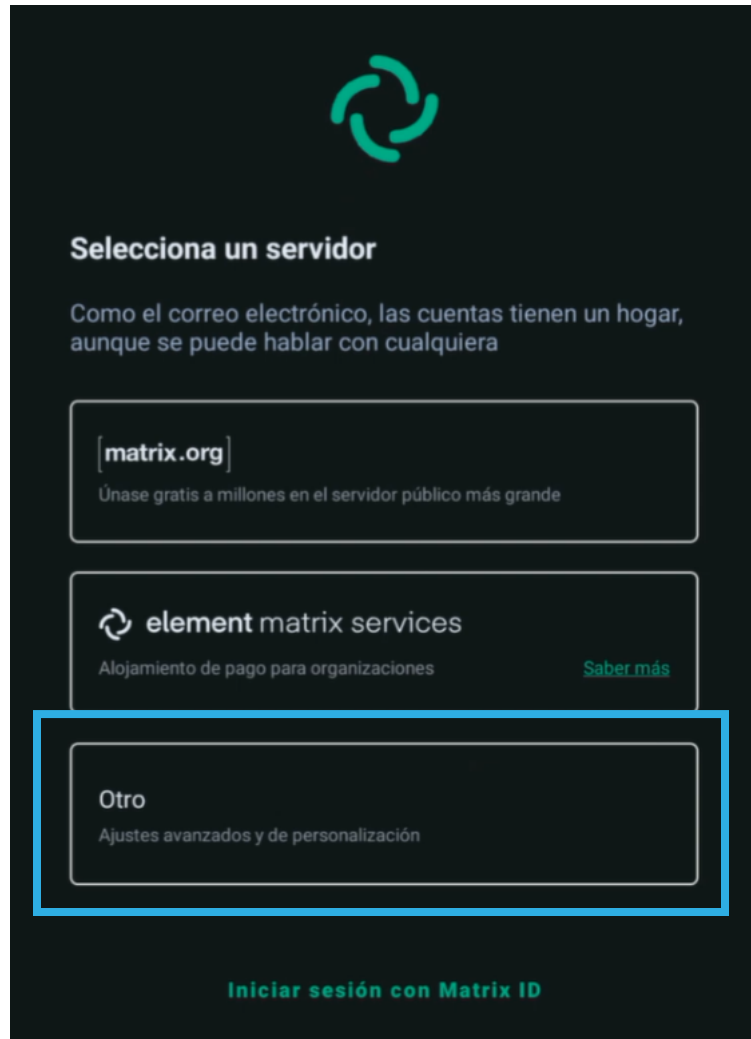 Selecciona un servidor
Como el correo electrónico, las cuentas tienen un hogar,
aunque se puede hablar con cualquiera
[matrix.org]
Únase gratis a millones en el servidor público más grande
element matrix services
Alojamiento de pago para organizaciones
Saber más
Otro
Ajustes avanzados y de personalización
Iniciar sesión con Matrix ID